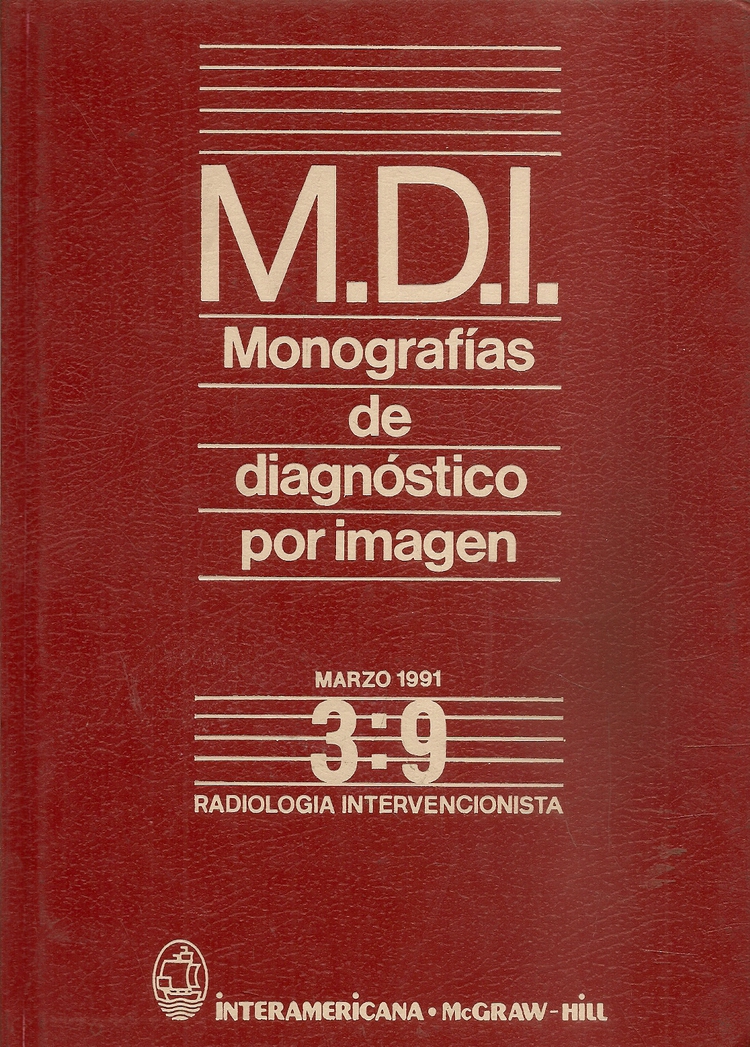 M.D.I.
Monografías
de
diagnóstico
por imagen
MARZO 1991
3:9
RADIOLOGIA INTERVENCIONISTA
INTERAMERICANA • McGRAW-HiLL